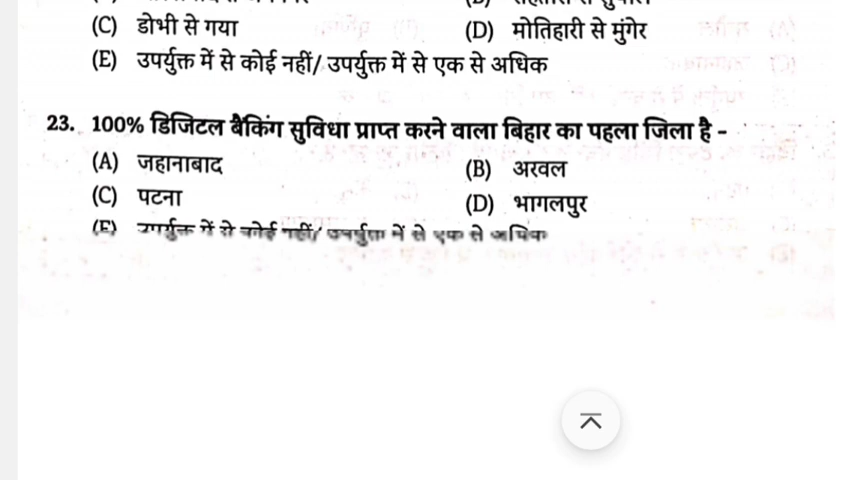 (C) डोभी से गया (D) मोतिहारी से मुंगेर
(E) उपर्युक्त में से कोई नहीं/ उपर्युक्त में से एक से अधिक
23. 100% डिजिटल बैंकिंग सुविधा प्राप्त करने वाला बिहार का पहला जिला है -
(A) जहानाबाद (B) अरवल
(C) पटना (D) भागलपुर
(E) उपर्युक्त में से कोई नहीं/ उपर्युक्त में से एक से अधिक